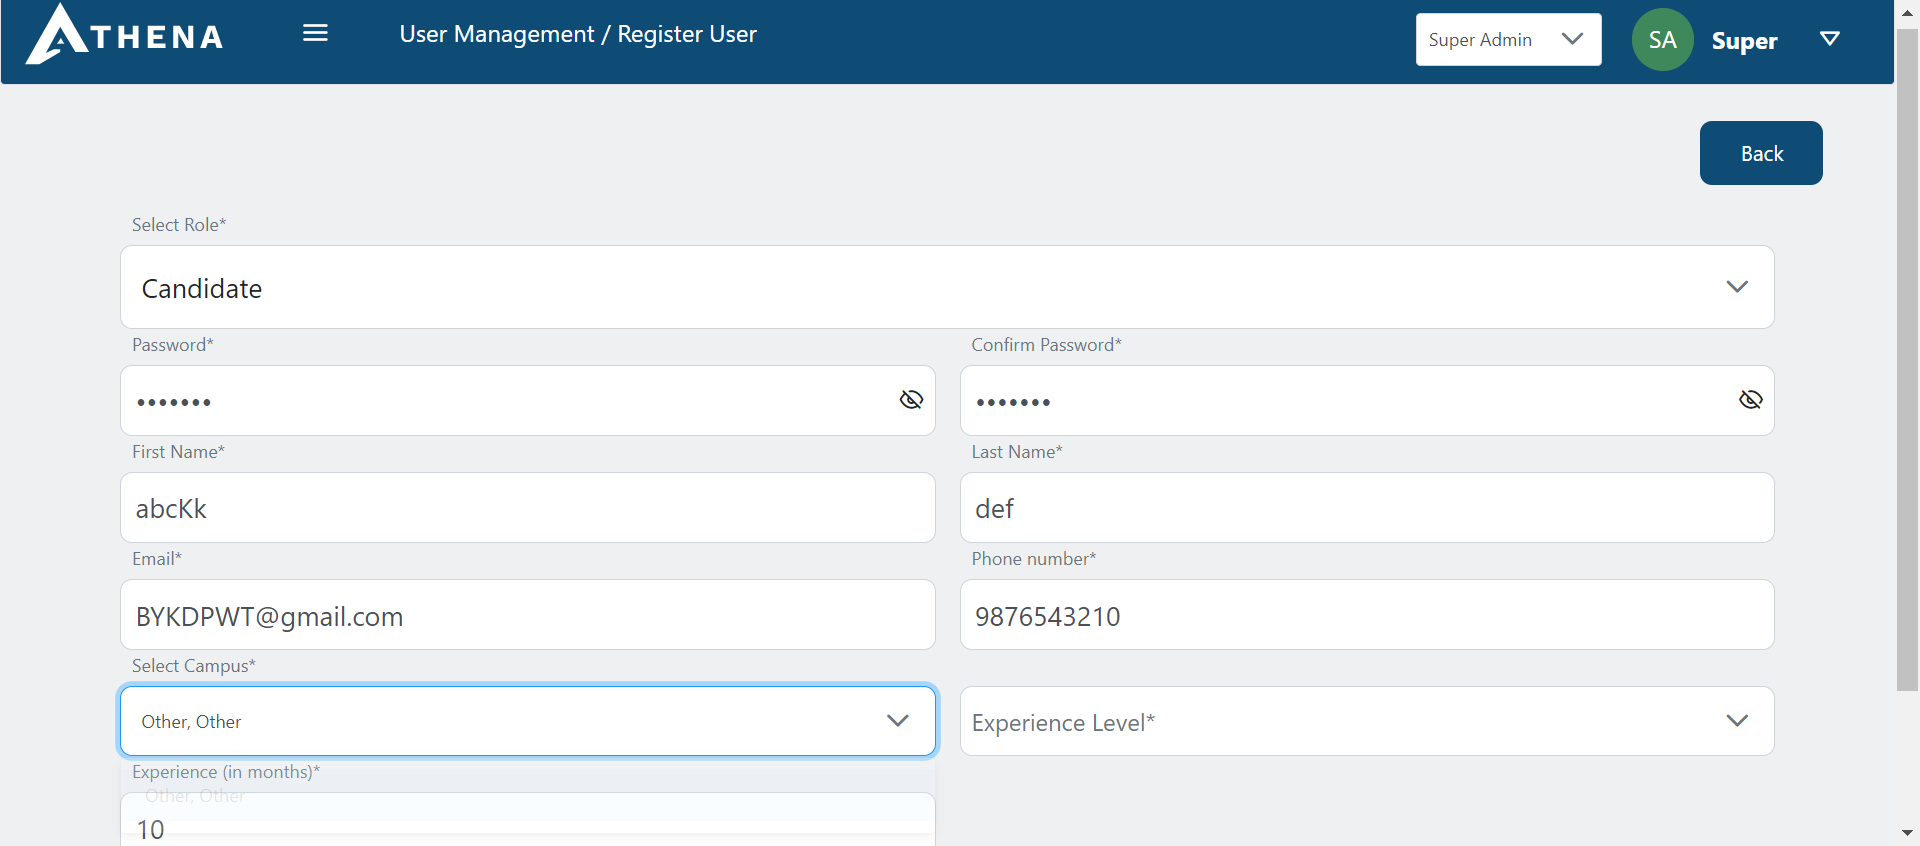 ATHENA
User Management / Register User
Super Admin
SA
Super
Back
Select Role*
Candidate
Password*
Confirm Password*
•••••••
•••••••
First Name*
Last Name*
abcKk
def
Email*
Phone number*
BYKDPWT@gmail.com
9876543210
Select Campus*
Other, Other
Experience Level*
Experience (in months)*
Other, Other
10